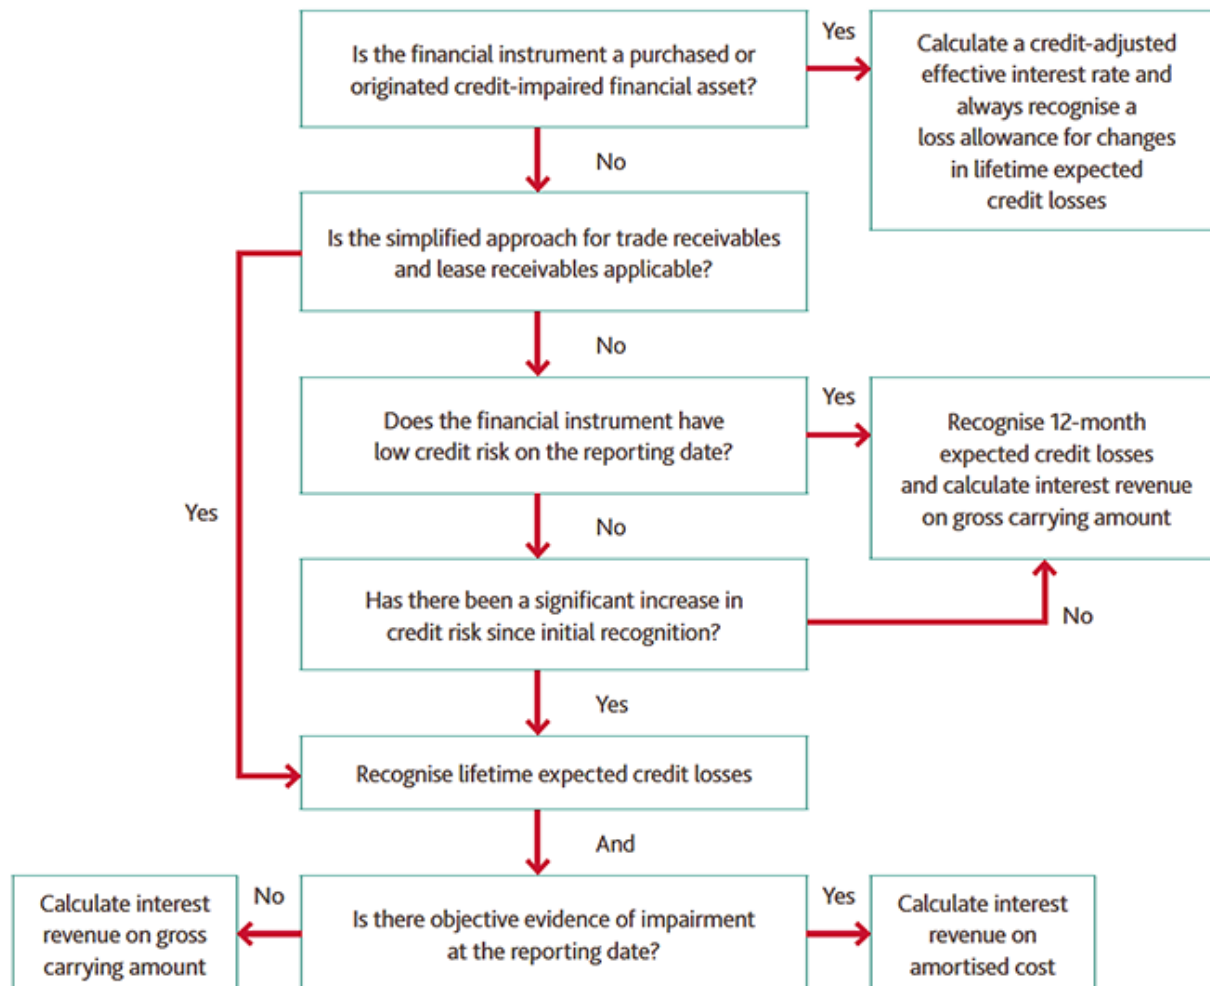 Is the financial instrument a purchased or
originated credit-impaired financial asset?
Yes
Calculate a credit-adjusted
effective interest rate and
always recognise a
loss allowance for changes
in lifetime expected
credit losses
No
Is the simplified approach for trade receivables
and lease receivables applicable?
No
Does the financial instrument have
low credit risk on the reporting date?
Yes
Recognise 12-month
expected credit losses
and calculate interest revenue
on gross carrying amount
Yes
No
Has there been a significant increase in
credit risk since initial recognition?
No
Yes
Recognise lifetime expected credit losses
And
Calculate interest
revenue on gross
carrying amount
No
Is there objective evidence of impairment
at the reporting date?
Yes
Calculate interest
revenue on
amortised cost